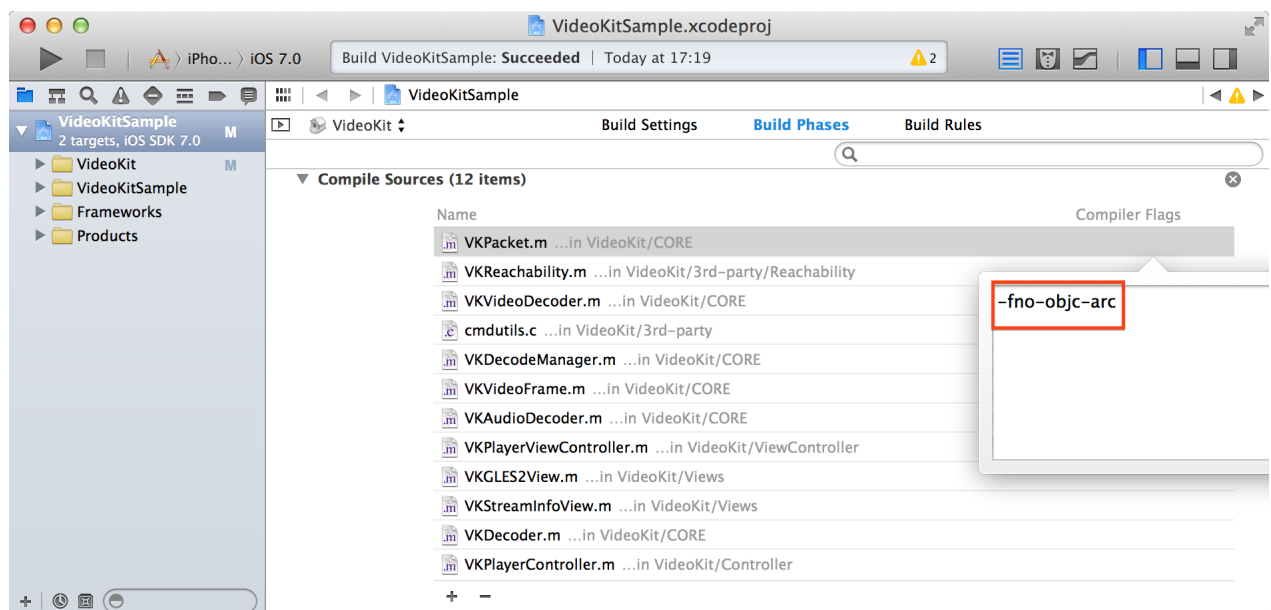 VideoKitSample.xcodeproj
iPho... iOS 7.0
Build VideoKitSample: Succeeded | Today at 17:19
2
VideoKitSample
VideoKitSample M
2 targets, iOS SDK 7.0
VideoKit M
VideoKitSample
Frameworks
Products
VideoKit
Build Settings Build Phases Build Rules
Compile Sources (12 items)
Name Compiler Flags
VKPacket.m ...in VideoKit/CORE
VKReachability.m ...in VideoKit/3rd-party/Reachability
VKVideoDecoder.m ...in VideoKit/CORE
cmdutils.c ...in VideoKit/3rd-party
VKDecodeManager.m ...in VideoKit/CORE
VKVideoFrame.m ...in VideoKit/CORE
VKAudioDecoder.m ...in VideoKit/CORE
VKPlayerViewController.m ...in VideoKit/ViewController
VKGLES2View.m ...in VideoKit/Views
VKStreamInfoView.m ...in VideoKit/Views
VKDecoder.m ...in VideoKit/CORE
VKPlayerController.m ...in VideoKit/Controller
-fno-objc-arc